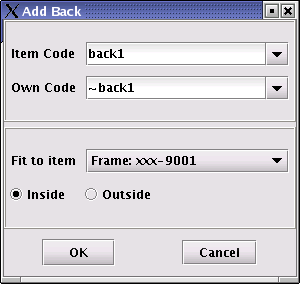 Add Back
Item Code back1
Own Code ~back1
Fit to item Frame: xxx-9001
Inside Outside
OK Cancel